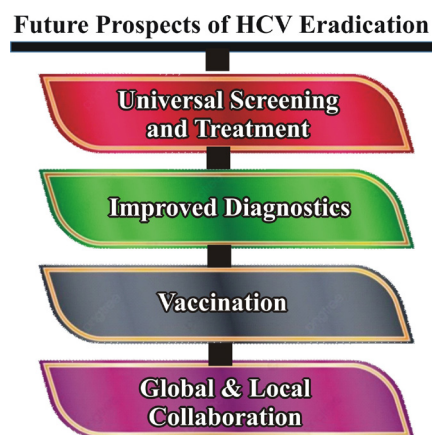 Future Prospects of HCV Eradication
Universal Screening
and Treatment
Improved Diagnostics
Vaccination
Global & Local
Collaboration